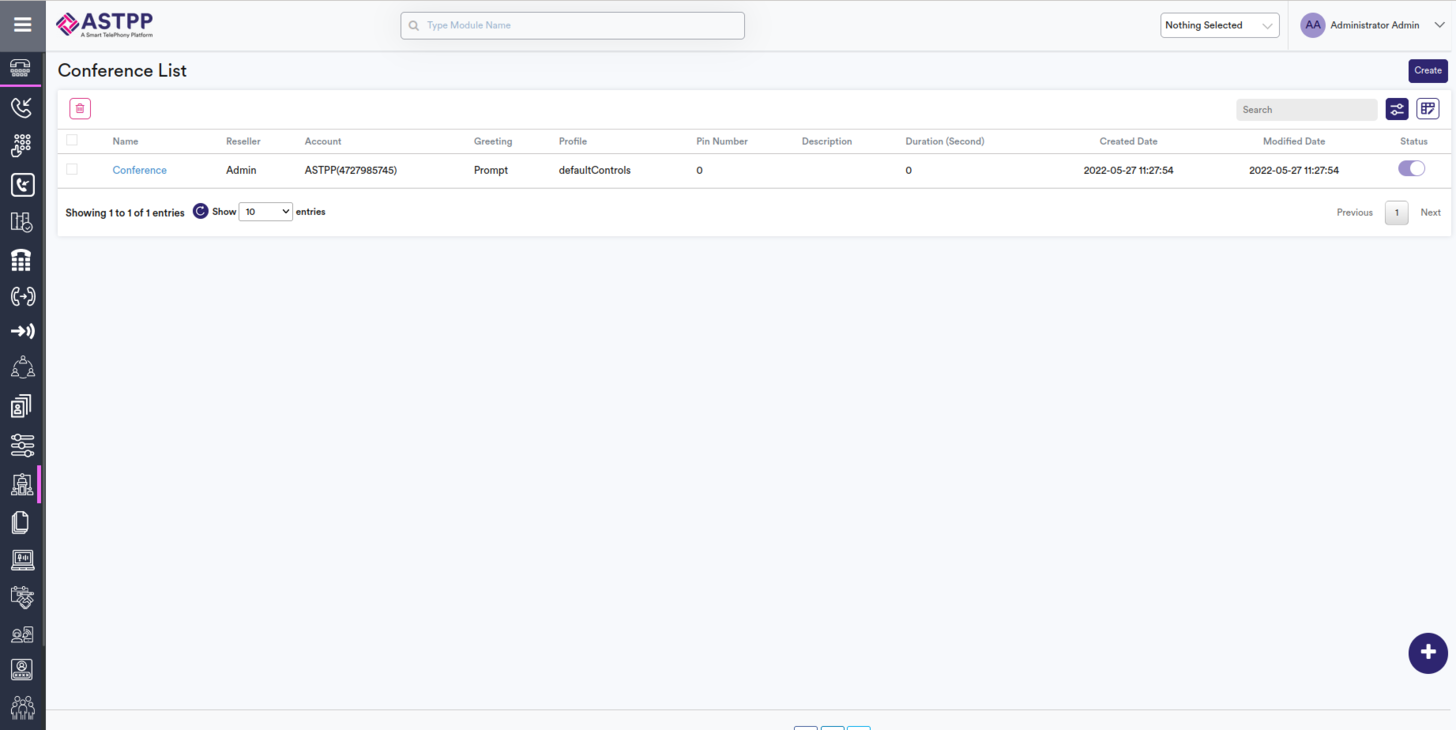 ASTPP
A Smart TelePhony Platform
Type Module Name
Nothing Selected
AA
Administrator Admin
Conference List
Create
Search
Name Reseller Account Greeting Profile Pin Number Description Duration (Second) Created Date Modified Date Status
Conference Admin ASTPP(4727985745) Prompt defaultControls 0 0 2022-05-27 11:27:54 2022-05-27 11:27:54
Showing 1 to 1 of 1 entries Show 10 entries
Previous 1 Next